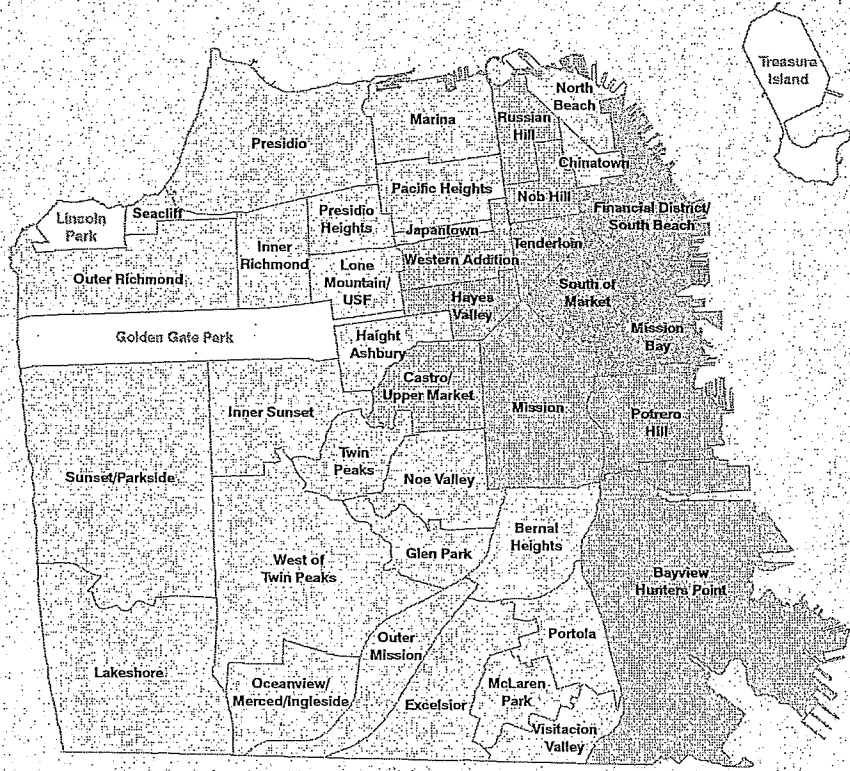 Treasure
Island
North
Beach
Marina
Russian
Hill
Presidio
Chinatown
Pacific Heights
Nob Hill
Seacliff
Lincoln
Park
Presidio
Heights
Financial District/
South Beach
Japantown
Tenderloin
Inner
Richmond
Western Addition
Lone
Mountain/
USF
Outer Richmond
South of
Market
Hayes
Valley
Golden Gate Park
Haight
Ashbury
Mission
Bay
Castro/
Upper Market
Inner Sunset
Mission
Potrero
Hill
Twin
Peaks
Sunset/Parkside
Noe Valley
Bernal
Heights
Glen Park
West of
Twin Peaks
Bayview
Hunters Point
Portola
Outer
Mission
Lakeshore
Oceanview/
Merced/Ingleside
McLaren
Park
Excelsior
Visitacion
Valley